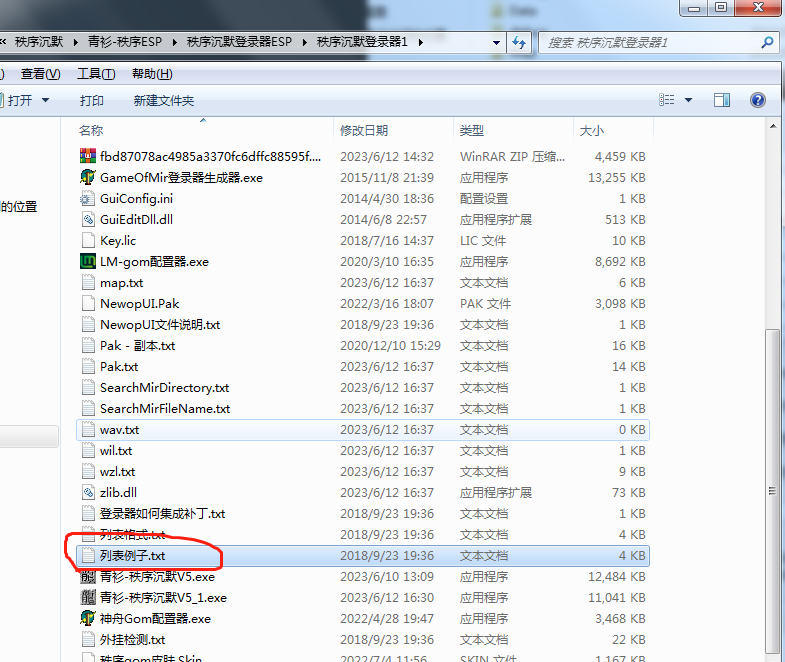 « 秩序沉默 ▸ 青衫-秩序ESP ▸ 秩序沉默登录器ESP ▸ 秩序沉默登录器1 ▸ 搜索 秩序沉默登录器1
) 查看(V) 工具(T) 帮助(H)
打开 打印 新建文件夹
名称 修改日期 类型 大小
fbd87078ac4985a3370fc6dffc88595f.... 2023/6/12 14:32 WinRAR ZIP 压缩... 4,459 KB
GameOfMir登录器生成器.exe 2015/11/8 21:39 应用程序 13,255 KB
的位置 GuiConfig.ini 2014/4/30 18:36 配置设置 1 KB
GuiEditDll.dll 2014/6/8 22:57 应用程序扩展 513 KB
Key.lic 2018/7/16 14:37 LIC 文件 10 KB
LM-gom配置器.exe 2020/3/10 16:35 应用程序 8,692 KB
map.txt 2023/6/12 16:37 文本文档 6 KB
NewopUI.Pak 2022/3/16 18:07 PAK 文件 3,098 KB
NewopUI文件说明.txt 2018/9/23 19:36 文本文档 1 KB
Pak - 副本.txt 2020/12/10 15:29 文本文档 16 KB
Pak.txt 2023/6/12 16:37 文本文档 14 KB
SearchMirDirectory.txt 2023/6/12 16:37 文本文档 1 KB
SearchMirFileName.txt 2023/6/12 16:37 文本文档 1 KB
wav.txt 2023/6/12 16:37 文本文档 0 KB
wil.txt 2023/6/12 16:37 文本文档 1 KB
wzl.txt 2023/6/12 16:37 文本文档 9 KB
zlib.dll 2023/6/12 16:37 应用程序扩展 73 KB
登录器如何集成补丁.txt 2018/9/23 19:36 文本文档 1 KB
列表格式.txt 2018/9/23 19:36 文本文档 4 KB
列表例子.txt 2018/9/23 19:36 文本文档 4 KB
青衫-秩序沉默V5.exe 2023/6/10 13:09 应用程序 12,484 KB
青衫-秩序沉默V5_1.exe 2023/6/12 16:30 应用程序 11,041 KB
神舟Gom配置器.exe 2022/4/28 19:47 应用程序 3,468 KB
外挂检测.txt 2018/9/23 19:36 文本文档 22 KB
秩序gom皮肤.Skin 2022/7/4 11:56 SKIN 文件 1,167 KB